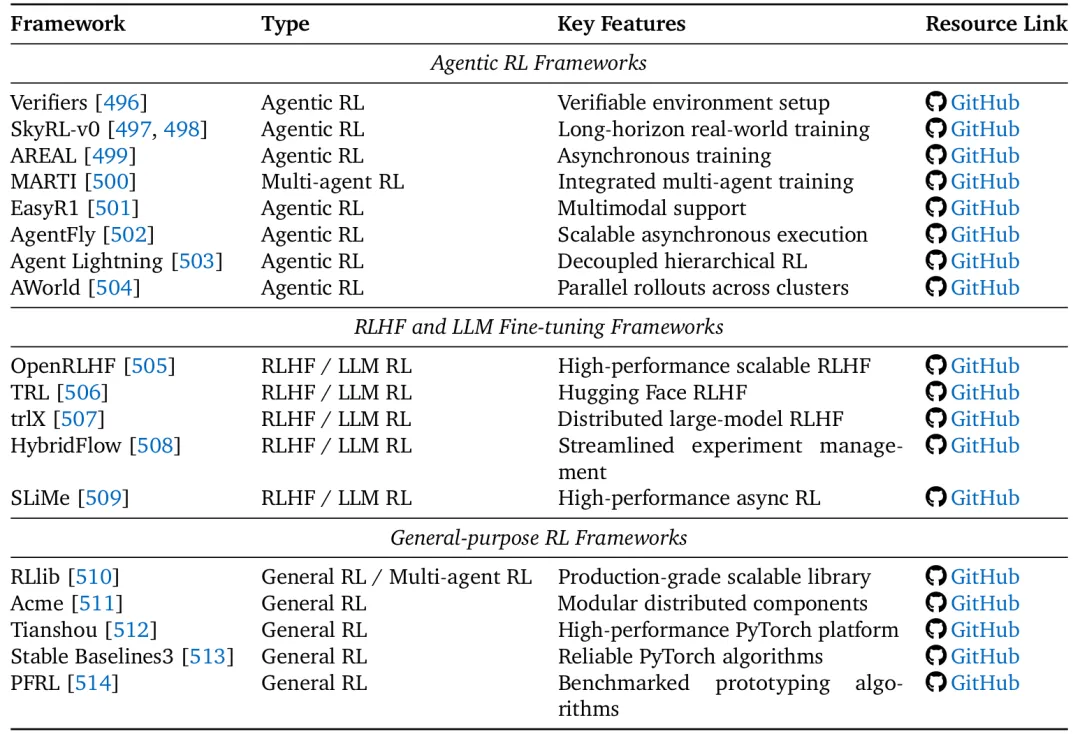 Framework Type Key Features Resource Link
Agentic RL Frameworks
Verifiers [496] Agentic RL Verifiable environment setup GitHub
SkyRL-v0 [497, 498] Agentic RL Long-horizon real-world training GitHub
AREAL [499] Agentic RL Asynchronous training GitHub
MARTI [500] Multi-agent RL Integrated multi-agent training GitHub
EasyR1 [501] Agentic RL Multimodal support GitHub
AgentFly [502] Agentic RL Scalable asynchronous execution GitHub
Agent Lightning [503] Agentic RL Decoupled hierarchical RL GitHub
AWorld [504] Agentic RL Parallel rollouts across clusters GitHub
RLHF and LLM Fine-tuning Frameworks
OpenRLHF [505] RLHF / LLM RL High-performance scalable RLHF GitHub
TRL [506] RLHF / LLM RL Hugging Face RLHF GitHub
trlX [507] RLHF / LLM RL Distributed large-model RLHF GitHub
HybridFlow [508] RLHF / LLM RL Streamlined experiment manage- GitHub
ment
SLiMe [509] RLHF / LLM RL High-performance async RL GitHub
General-purpose RL Frameworks
RLlib [510] General RL / Multi-agent RL Production-grade scalable library GitHub
Acme [511] General RL Modular distributed components GitHub
Tianshou [512] General RL High-performance PyTorch platform GitHub
Stable Baselines3 [513] General RL Reliable PyTorch algorithms GitHub
PFRL [514] General RL Benchmarked prototyping algo- GitHub
rithms